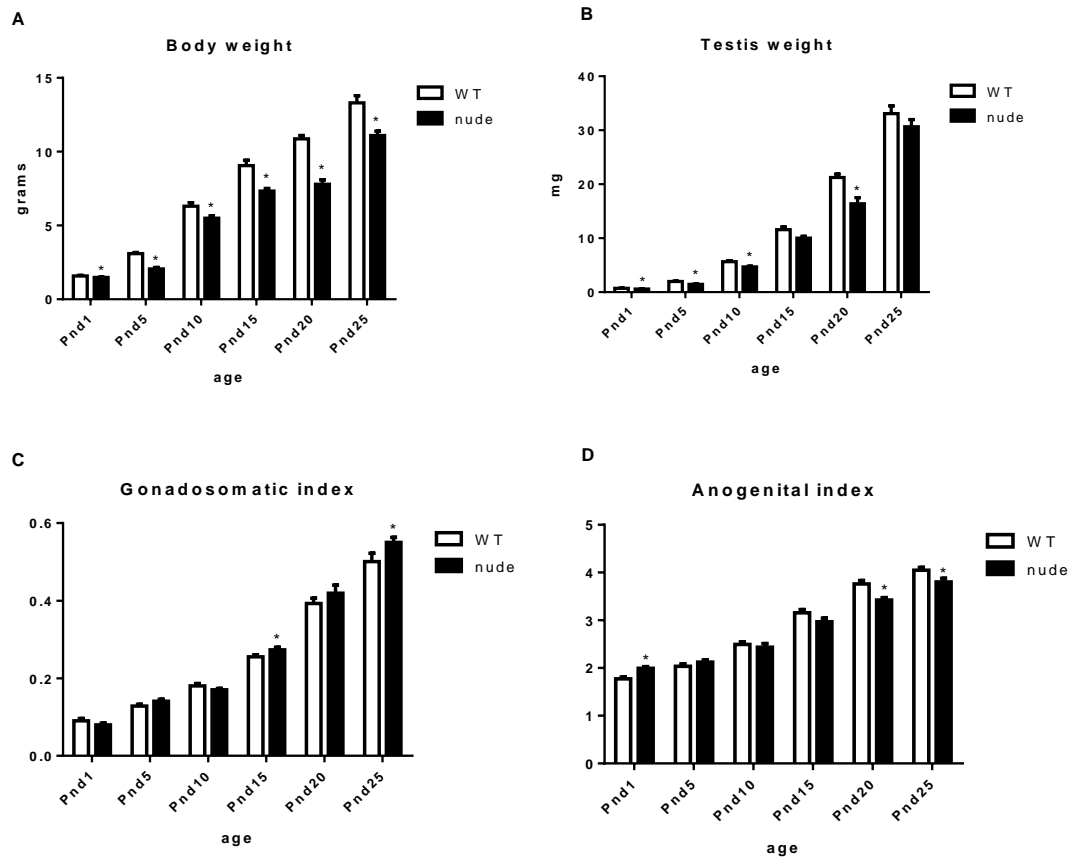 A
Body weight
15
10
5
0
grams
WT
nude
*
*
*
*
*
*
Pnd1
Pnd5
Pnd10
Pnd15
Pnd20
Pnd25
age
B
Testis weight
40
30
20
10
0
mg
WT
nude
*
*
*
*
Pnd1
Pnd5
Pnd10
Pnd15
Pnd20
Pnd25
age
C
Gonadosomatic index
0.6
0.4
0.2
0.0
WT
nude
*
*
Pnd1
Pnd5
Pnd10
Pnd15
Pnd20
Pnd25
age
D
Anogenital index
5
4
3
2
1
0
WT
nude
*
*
*
Pnd1
Pnd5
Pnd10
Pnd15
Pnd20
Pnd25
age